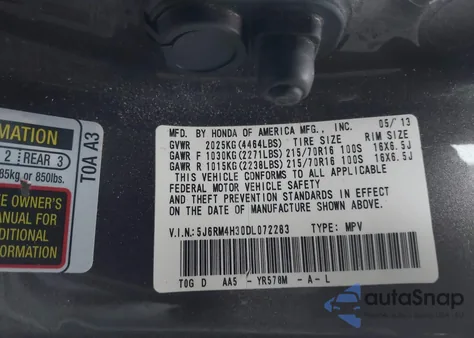 MFD. BY HONDA OF AMERICA MFG., INC. 05/13
GVWR 2025KG(4464LBS) TIRE SIZE RIM SIZE
GAWR F 1030KG(2271LBS) 215/70R16 100S 16X6.5J
GAWR R 1015KG(2238LBS) 215/70R16 100S 16X6.5J
THIS VEHICLE CONFORMS TO ALL APPLICABLE
FEDERAL MOTOR VEHICLE SAFETY
AND THEFT PREVENTION STANDARDS IN EFFECT
ON THE DATE OF MANUFACTURE SHOWN ABOVE.
V.I.N.:5J6RM4H30DL072283 TYPE: MPV
T0G D AA5 - YR578M - A - L
MATION
2 REAR 3
85kg or 850lbs.
E OWNER'S
ANUAL FOR
DDITIONAL
FORMATION
T0A A3
autoSnap